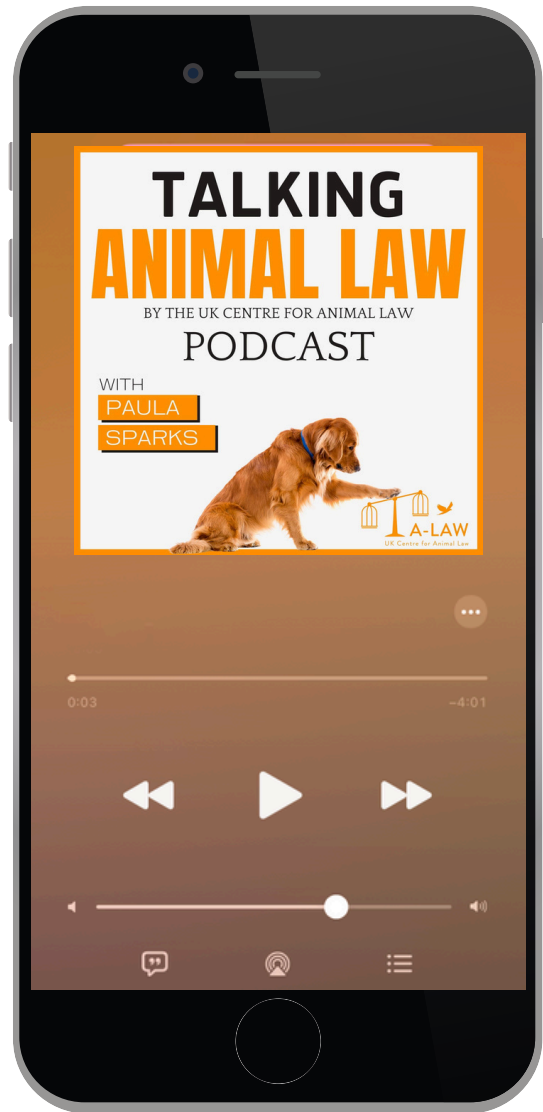 TALKING
ANIMAL LAW
BY THE UK CENTRE FOR ANIMAL LAW
PODCAST
WITH
PAULA
SPARKS
A-LAW
UK Centre for Animal Law
0:03
−4:01